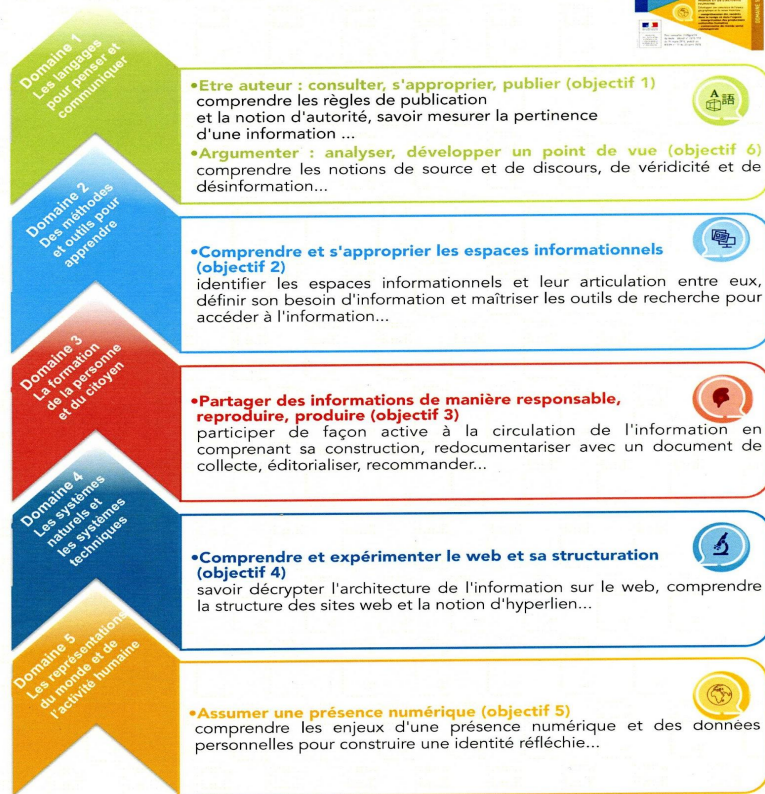 Domaine 1
Les langages
pour penser et
communiquer
•Etre auteur : consulter, s'approprier, publier (objectif 1)
comprendre les règles de publication
et la notion d'autorité, savoir mesurer la pertinence
d'une information ...
•Argumenter : analyser, développer un point de vue (objectif 6)
comprendre les notions de source et de discours, de véridicité et de
désinformation...
Domaine 2
Des méthodes
et outils pour
apprendre
•Comprendre et s'approprier les espaces informationnels
(objectif 2)
identifier les espaces informationnels et leur articulation entre eux,
définir son besoin d'information et maîtriser les outils de recherche pour
accéder à l'information...
Domaine 3
La formation
de la personne
et du citoyen
•Partager des informations de manière responsable,
reproduire, produire (objectif 3)
participer de façon active à la circulation de l'information en
comprenant sa construction, redocumentariser avec un document de
collecte, éditorialiser, recommander...
Domaine 4
Les systèmes
naturels et
les systèmes
techniques
•Comprendre et expérimenter le web et sa structuration
(objectif 4)
savoir décrypter l'architecture de l'information sur le web, comprendre
la structure des sites web et la notion d'hyperlien...
Domaine 5
Les représentations
du monde et de
l'activité humaine
•Assumer une présence numérique (objectif 5)
comprendre les enjeux d'une présence numérique et des données
personnelles pour construire une identité réfléchie...